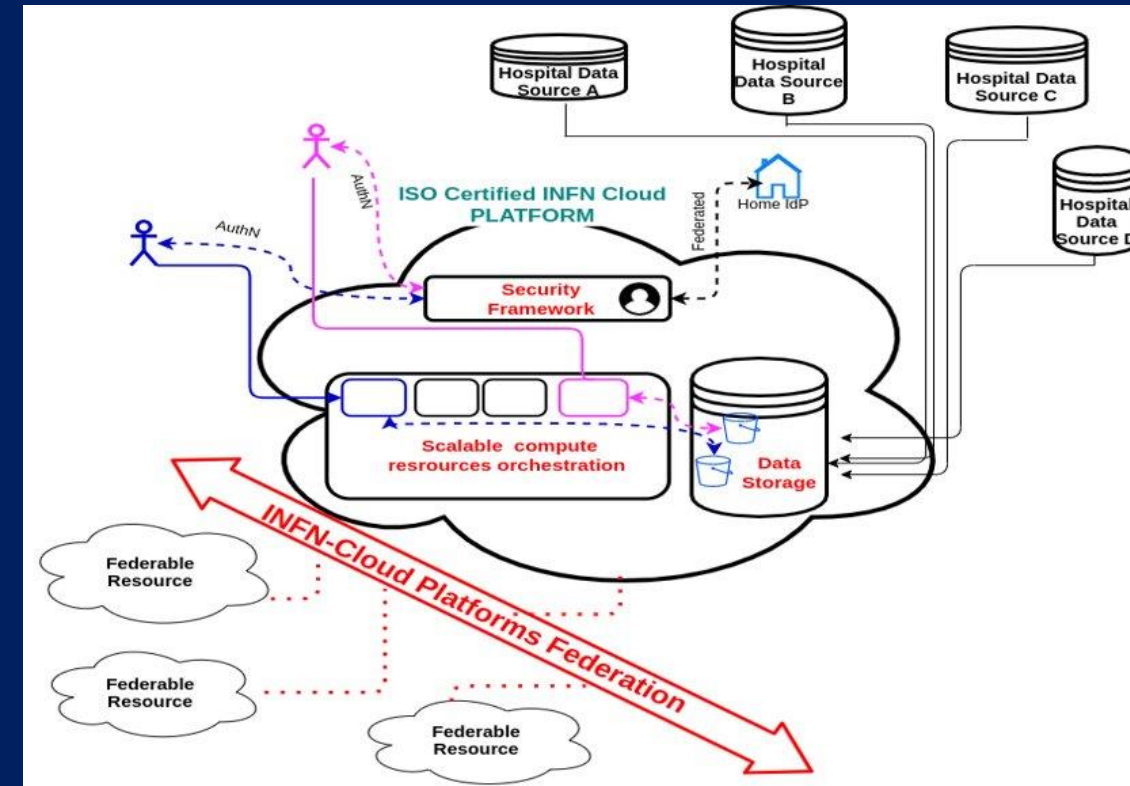 Hospital Data
Source A
Hospital
Data Source
B
Hospital Data
Source C
Hospital
Data
Source D
AuthN
AuthN
ISO Certified INFN Cloud
PLATFORM
Federated
Home IdP
Security
Framework
Scalable compute
resrources orchestration
Data
Storage
INFN-Cloud Platforms Federation
Federable
Resource
Federable
Resource
Federable
Resource